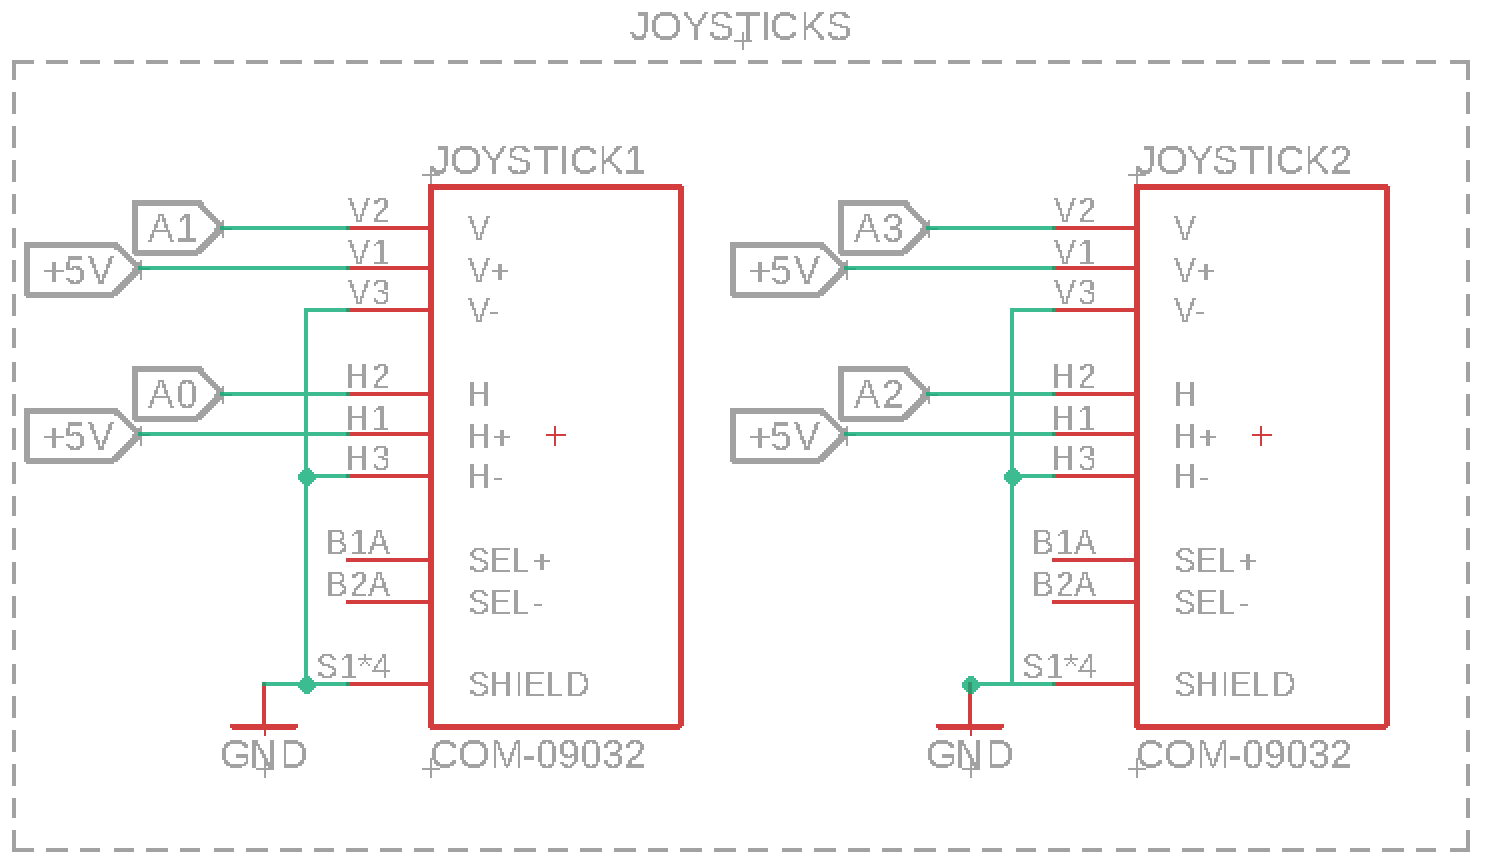 JOYSTICKS
JOYSTICK1
A1
V2
V
+5V
V1
V+
V3
V-
A0
H2
H
+5V
H1
H+
H3
H-
B1A
SEL+
B2A
SEL-
S1*4
SHIELD
GND
COM-09032
JOYSTICK2
A3
V2
V
+5V
V1
V+
V3
V-
A2
H2
H
+5V
H1
H+
H3
H-
B1A
SEL+
B2A
SEL-
S1*4
SHIELD
GND
COM-09032